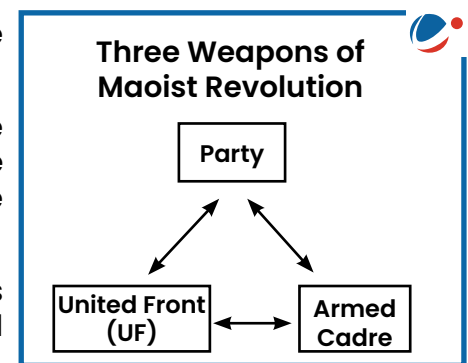 Three Weapons of
Maoist Revolution
Party
United Front
(UF)
Armed
Cadre